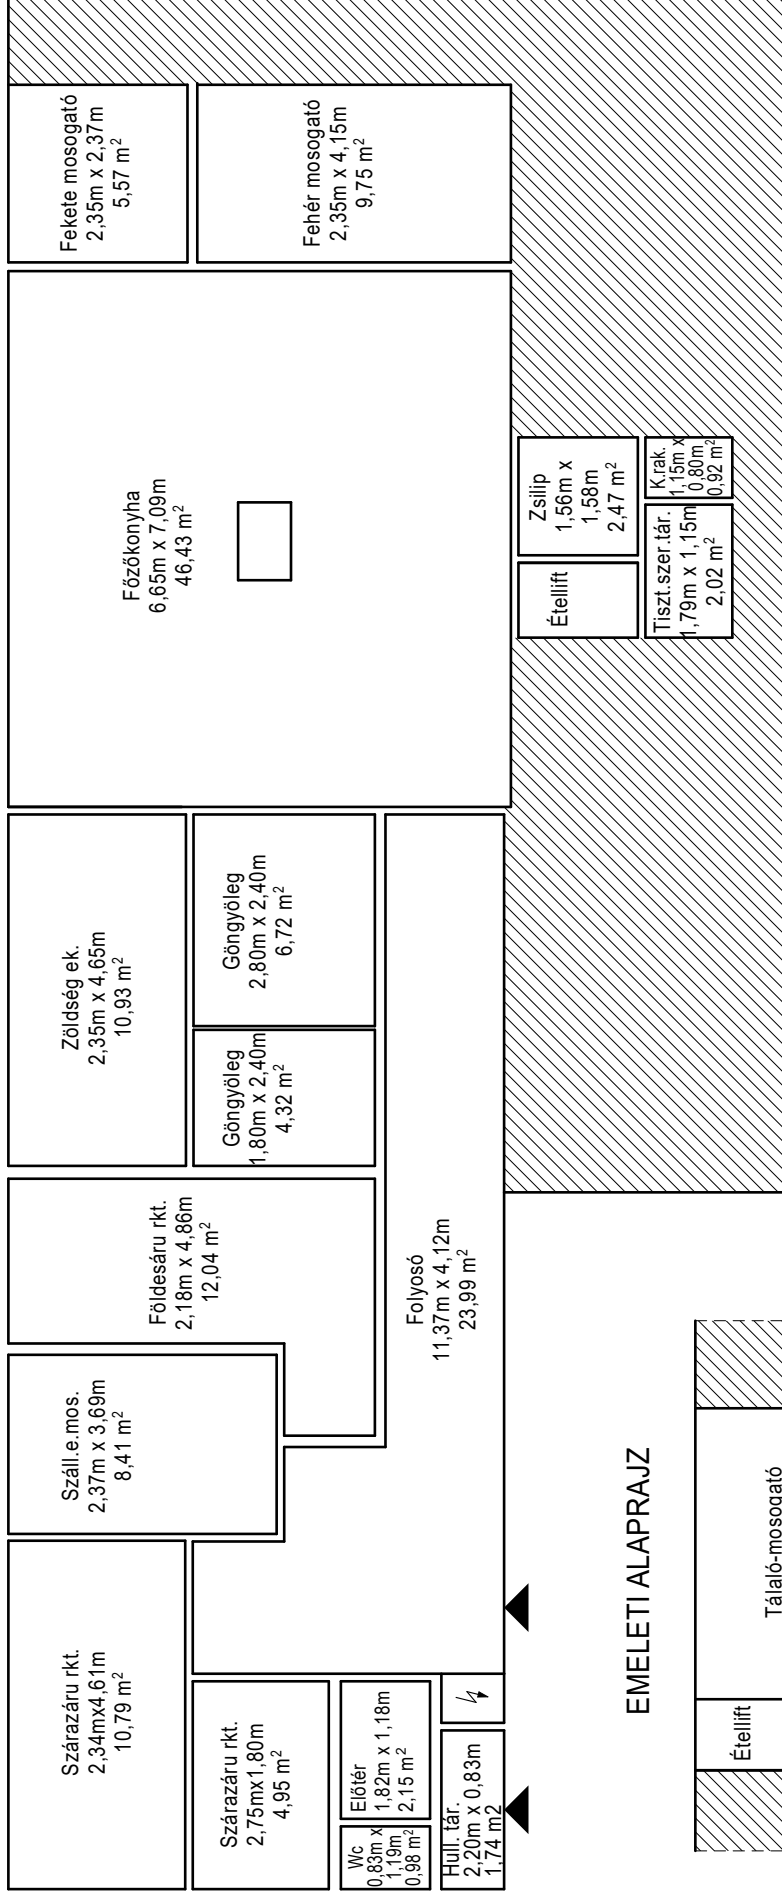 Fekete mosogató
2,35m x 2,37m
5,57 m²
Fehér mosogató
2,35m x 4,15m
9,75 m²
Főzőkonyha
6,65m x 7,09m
46,43 m²
Zsilip
1,56m x
1,58m
2,47 m²
K.rak.
1,15m x
0,80m
0,92 m²
Étellift
Tiszt.szer.tár.
1,79m x 1,15m
2,02 m²
Zöldség ek.
2,35m x 4,65m
10,93 m²
Göngyöleg
2,80m x 2,40m
6,72 m²
Göngyöleg
1,80m x 2,40m
4,32 m²
Földesáru rkt.
2,18m x 4,86m
12,04 m²
Folyosó
11,37m x 4,12m
23,99 m²
Száll.e.mos.
2,37m x 3,69m
8,41 m²
Szárazáru rkt.
2,34mx4,61m
10,79 m²
Szárazáru rkt.
2,75mx1,80m
4,95 m²
Előtér
1,82m x 1,18m
2,15 m²
Wc
0,83m x
1,19m
0,98 m²
Hull. tár.
2,20m x 0,83m
1,74 m2
EMELETI ALAPRAJZ
Tálaló-mosogató
Étellift